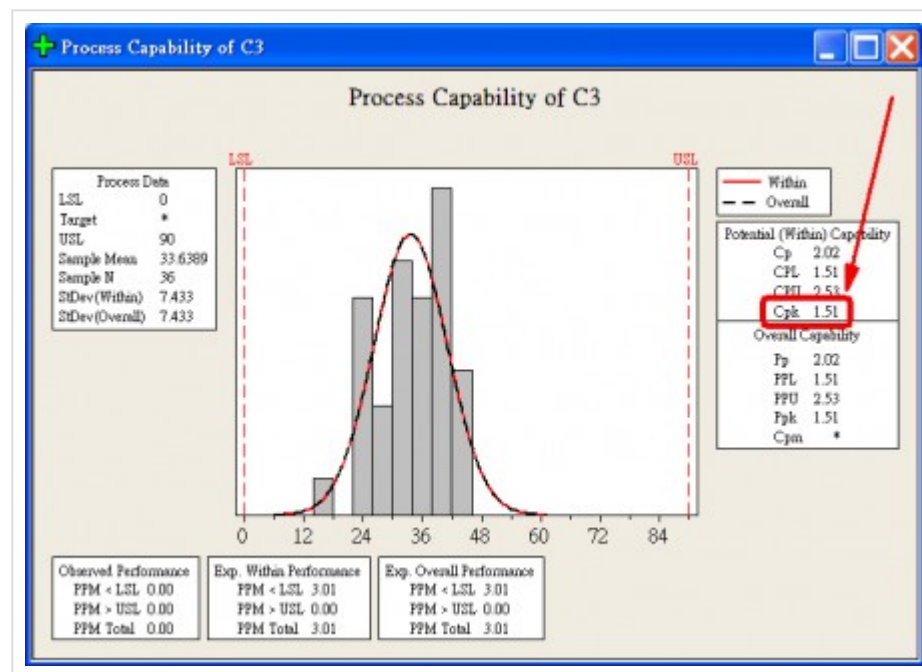 Process Capability of C3
Process Capability of C3
LSL
USL
Process Data
LSL 0
Target *
USL 90
Sample Mean 33.6389
Sample N 36
StDev(Within) 7.433
StDev(Overall) 7.433
Within
Overall
Potential (Within) Capability
Cp 2.02
CPL 1.51
CPU 2.53
Cpk 1.51
Overall Capability
Pp 2.02
PPL 1.51
PPU 2.53
Ppk 1.51
Cpm *
0 12 24 36 48 60 72 84
Observed Performance
PPM < LSL 0.00
PPM > USL 0.00
PPM Total 0.00
Exp. Within Performance
PPM < LSL 3.01
PPM > USL 0.00
PPM Total 3.01
Exp. Overall Performance
PPM < LSL 3.01
PPM > USL 0.00
PPM Total 3.01